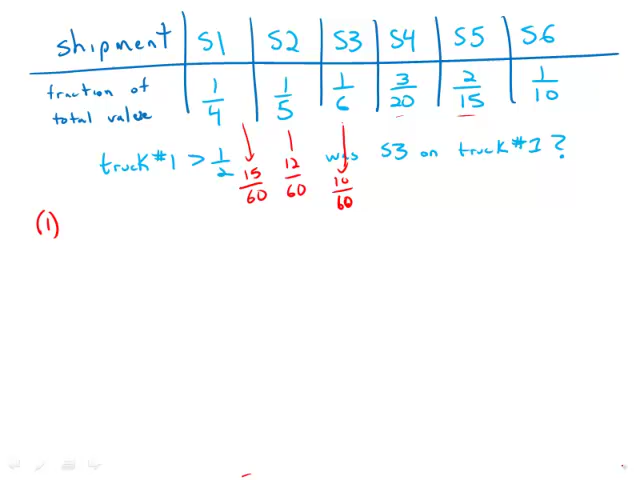 shipment S1 S2 S3 S4 S5 S6
fraction of total value 1/4 1/5 1/6 3/20 2/15 1/10
truck #1 > 1/2 was S3 on truck #1?
15/60 12/60 10/60
(1)